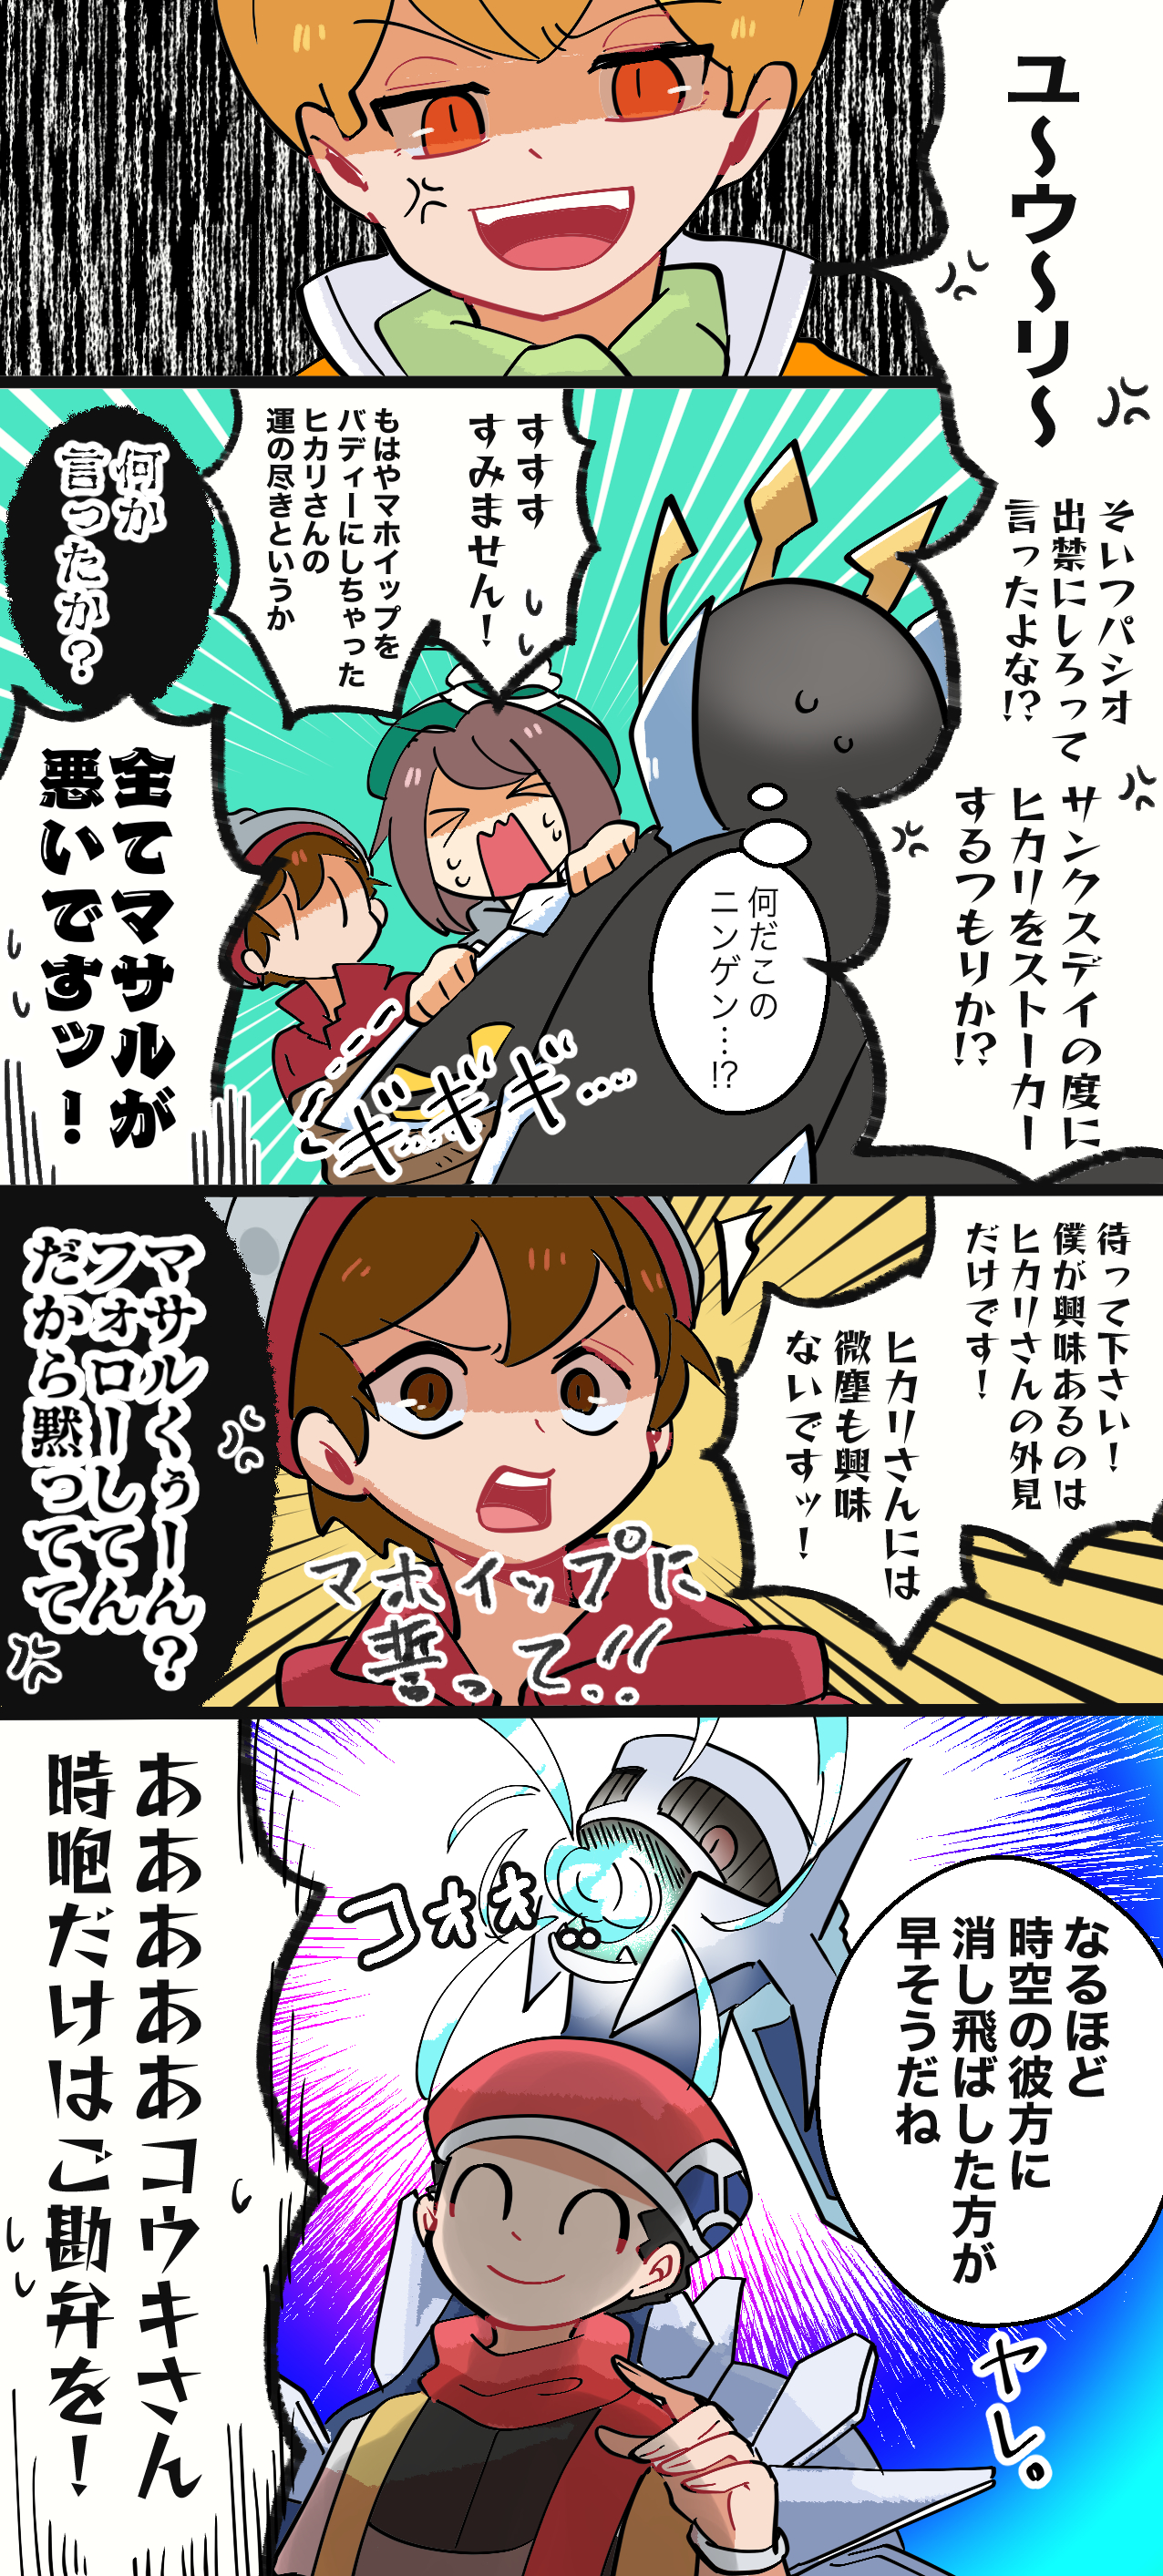 ユ〜ウ〜リ〜
そいつパシオ
出禁にしろって
言ったよな!?
サンクスデイの度に
ヒカリをストーカー
するつもりか!?
すすす
すみません！
もはやマホイップを
バディーにしちゃった
ヒカリさんの
運の尽きというか
何か
言ったか？
全てマサルが
悪いですッ！
何だこの
ニンゲン…!?
ギギギ‥‥
待って下さい！
僕が興味あるのは
ヒカリさんの外見
だけです！
ヒカリさんには
微塵も興味
ないですッ！
マホイップに
誓って！！
マサルくぅーん？
フォローしてん
だから黙ってて
なるほど
時空の彼方に
消し飛ばした方が
早そうだね
コォォ
ヤレ。
ああああああコウキさん
時咆だけはご勘弁を！